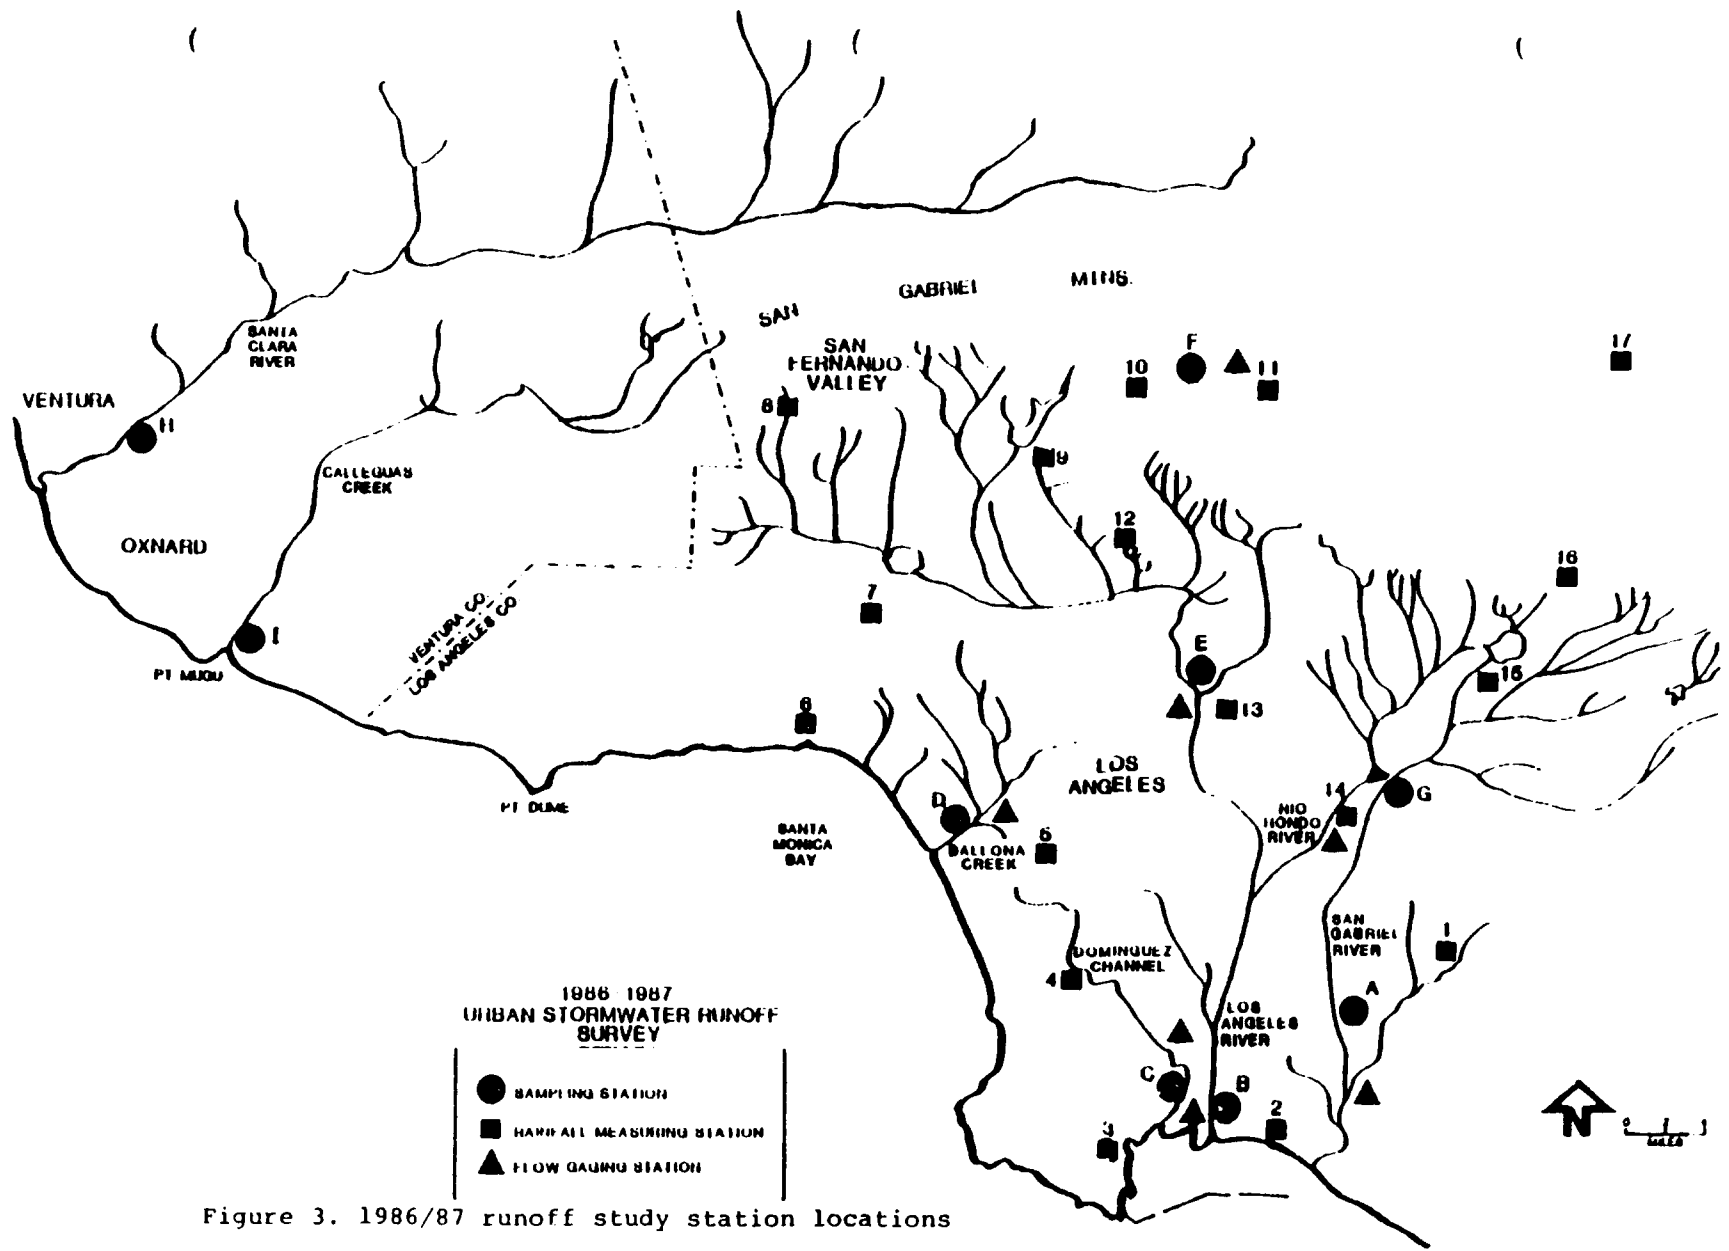 SAN
GABRIEL
MTNS.
SAN
FERNANDO
VALLEY
SANTA
CLARA
RIVER
VENTURA
H
CALLEGUAS
CREEK
OXNARD
I
PT MUGU
VENTURA CO
LOS ANGELES CO
PT DUME
SANTA
MONICA
BAY
8
F
10
11
17
9
12
16
7
E
15
6
13
LOS
ANGELES
D
BALLONA
CREEK
5
14
G
RIO
HONDO
RIVER
DOMINGUEZ
CHANNEL
4
SAN
GABRIEL
RIVER
1
A
LOS
ANGELES
RIVER
C
B
2
3
N
MILES
1986 1987
URBAN STORMWATER RUNOFF
SURVEY
SAMPLING STATION
RAINFALL MEASURING STATION
FLOW GAGING STATION
Figure 3. 1986/87 runoff study station locations